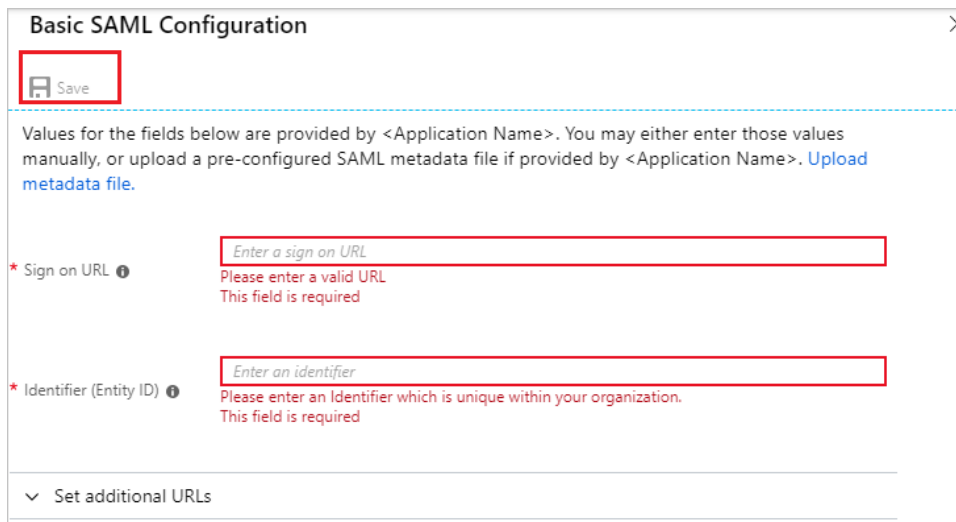 Basic SAML Configuration
Save
Values for the fields below are provided by <Application Name>. You may either enter those values
manually, or upload a pre-configured SAML metadata file if provided by <Application Name>. Upload
metadata file.
Enter a sign on URL
* Sign on URL
Please enter a valid URL
This field is required
Enter an identifier
* Identifier (Entity ID)
Please enter an Identifier which is unique within your organization.
This field is required
Set additional URLs